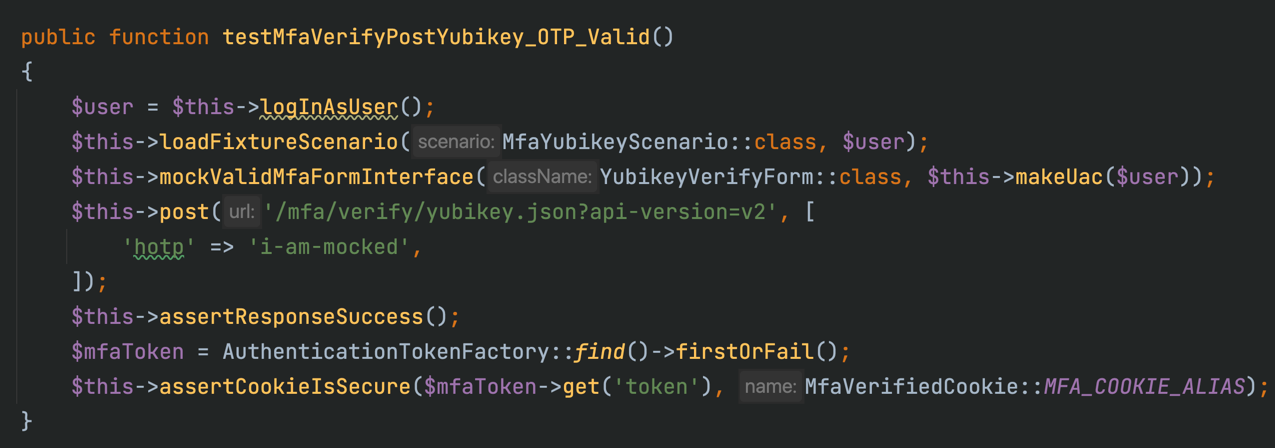 public function testMfaVerifyPostYubikey_OTP_Valid()
{
    $user = $this->logInAsUser();
    $this->loadFixtureScenario( scenario: MfaYubikeyScenario::class, $user);
    $this->mockValidMfaFormInterface( className: YubikeyVerifyForm::class, $this->makeUac($user));
    $this->post( url: '/mfa/verify/yubikey.json?api-version=v2', [
        'hotp' => 'i-am-mocked',
    ]);
    $this->assertResponseSuccess();
    $mfaToken = AuthenticationTokenFactory::find()->firstOrFail();
    $this->assertCookieIsSecure($mfaToken->get('token'), name: MfaVerifiedCookie::MFA_COOKIE_ALIAS);
}